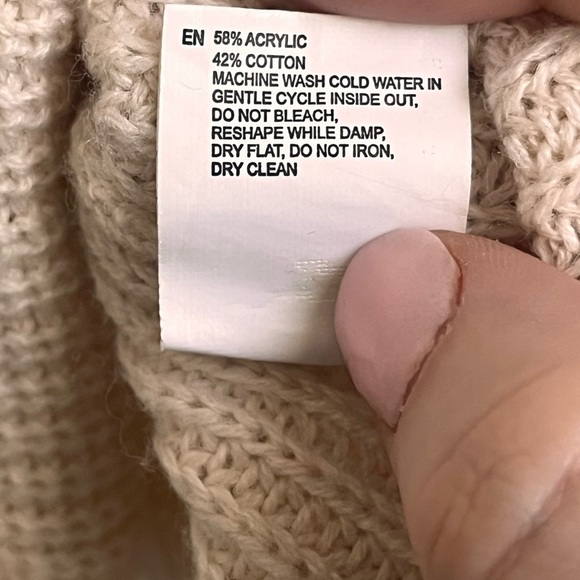 EN 58% ACRYLIC
42% COTTON
MACHINE WASH COLD WATER IN
GENTLE CYCLE INSIDE OUT,
DO NOT BLEACH,
RESHAPE WHILE DAMP,
DRY FLAT, DO NOT IRON,
DRY CLEAN